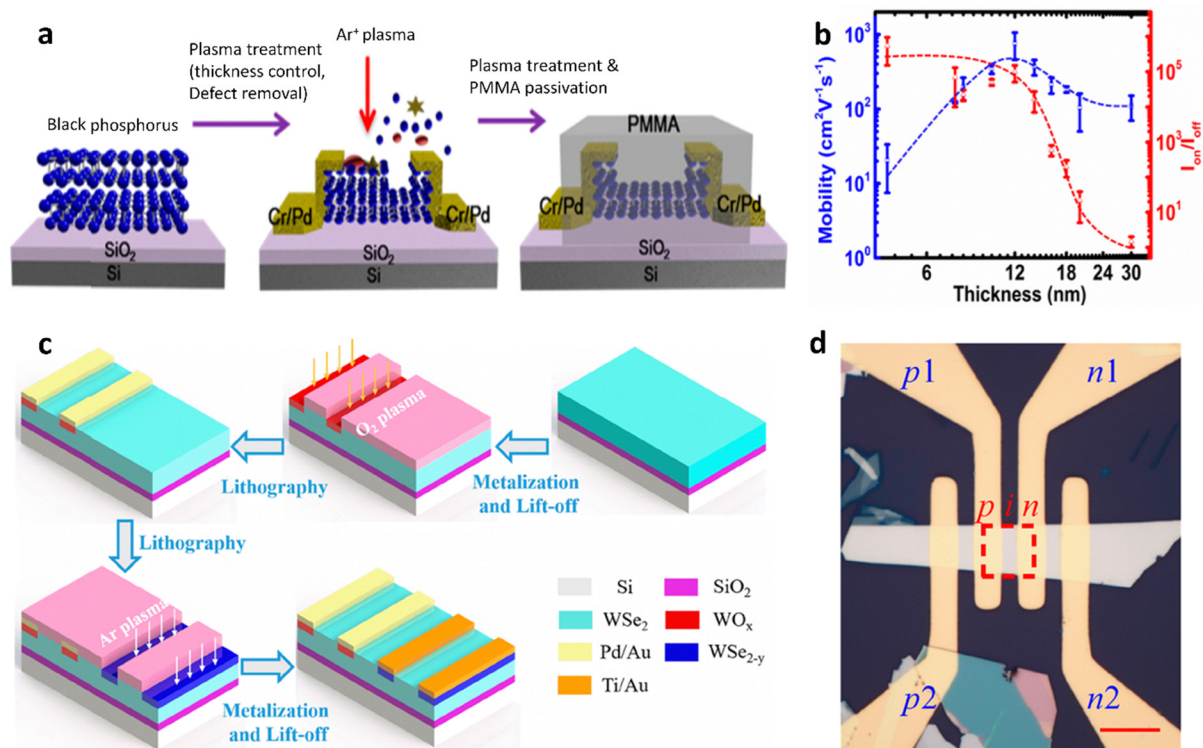 a
Plasma treatment
(thickness control,
Defect removal)
Ar⁺ plasma
Plasma treatment &
PMMA passivation
Black phosphorus
SiO₂
Si
Cr/Pd
Cr/Pd
SiO₂
Si
PMMA
Cr/Pd
Cr/Pd
SiO₂
Si
b
Mobility (cm²V⁻¹s⁻¹)
10³
10²
10¹
10⁰
10⁵
10³
10¹
Iₒₙ/Iₒff
6
12
18
24
30
Thickness (nm)
c
O₂ plasma
Lithography
Metalization
and Lift-off
Lithography
Ar plasma
Metalization
and Lift-off
Si
SiO₂
WSe₂
WOₓ
Pd/Au
WSe₂₋y
Ti/Au
d
p1
n1
p i n
p2
n2